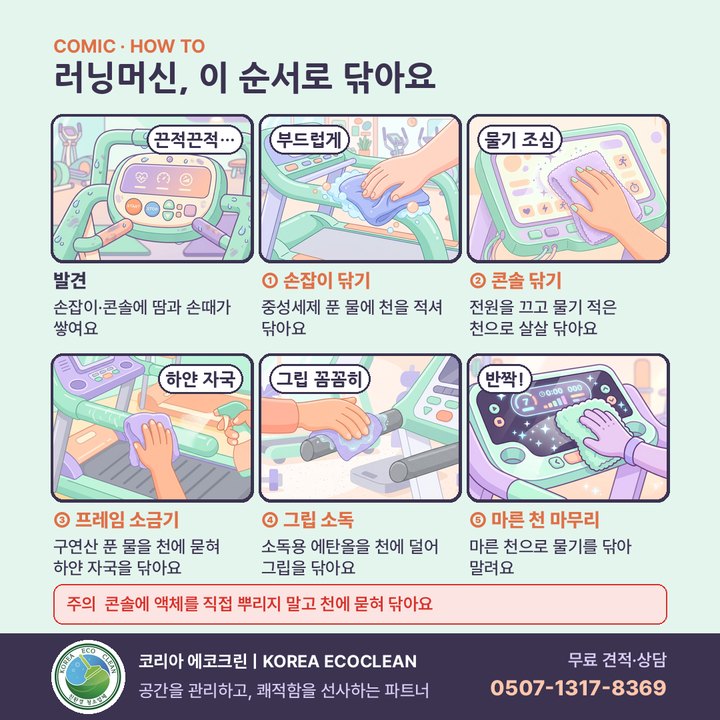 COMIC · HOW TO
러닝머신, 이 순서로 닦아요
끈적끈적…
부드럽게
물기 조심
발견
손잡이·콘솔에 땀과 손때가
쌓여요
① 손잡이 닦기
중성세제 푼 물에 천을 적셔
닦아요
② 콘솔 닦기
전원을 끄고 물기 적은
천으로 살살 닦아요
하얀 자국
그립 꼼꼼히
반짝!
③ 프레임 소금기
구연산 푼 물을 천에 묻혀
하얀 자국을 닦아요
④ 그립 소독
소독용 에탄올을 천에 덜어
그립을 닦아요
⑤ 마른 천 마무리
마른 천으로 물기를 닦아
말려요
주의 콘솔에 액체를 직접 뿌리지 말고 천에 묻혀 닦아요
KOREA ECO CLEAN
코리아 에코크린 | KOREA ECOCLEAN
공간을 관리하고, 쾌적함을 선사하는 파트너
무료 견적·상담
0507-1317-8369